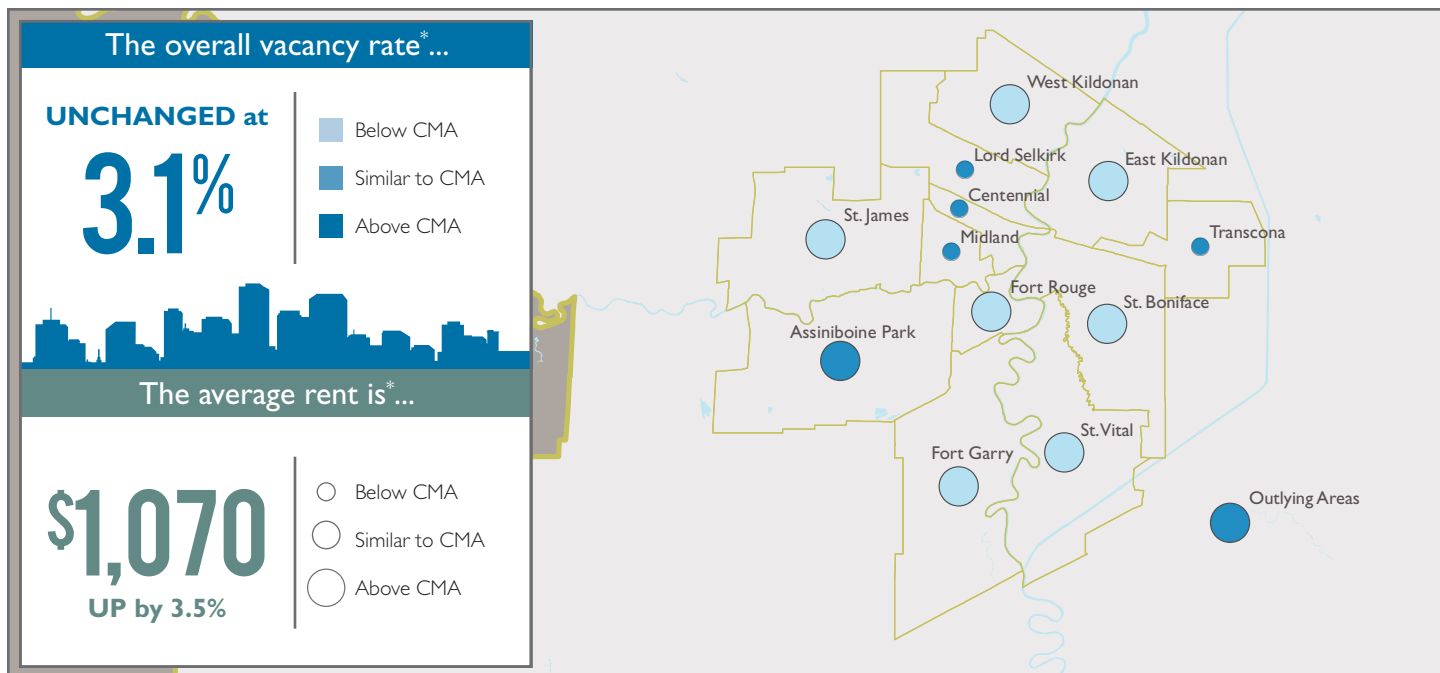 The overall vacancy rate*...
UNCHANGED at
3.1%
Below CMA
Similar to CMA
Above CMA
The average rent is*...
$1,070
UP by 3.5%
Below CMA
Similar to CMA
Above CMA
West Kildonan
Lord Selkirk
East Kildonan
Centennial
St. James
Midland
Transcona
Fort Rouge
St. Boniface
Assiniboine Park
St. Vital
Fort Garry
Outlying Areas